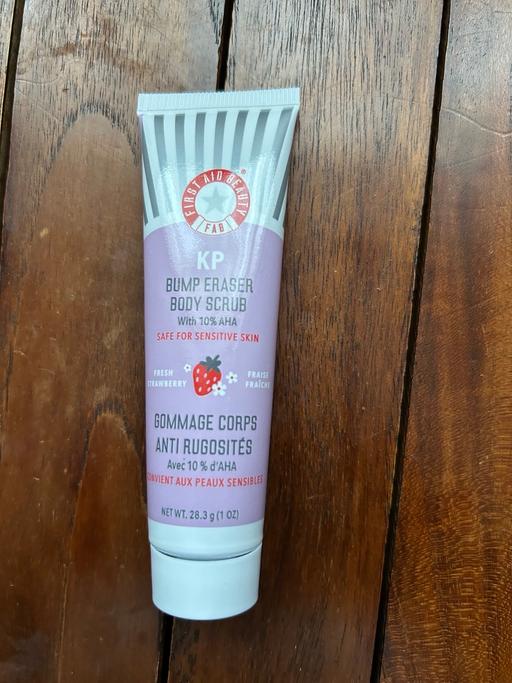 FIRST AID BEAUTY
FAB
KP
BUMP ERASER
BODY SCRUB
With 10% AHA
SAFE FOR SENSITIVE SKIN
FRESH STRAWBERRY
FRAISE FRAÎCHE
GOMMAGE CORPS
ANTI RUGOSITÉS
Avec 10 % d'AHA
CONVIENT AUX PEAUX SENSIBLES
NET WT. 28.3 g (1 OZ)